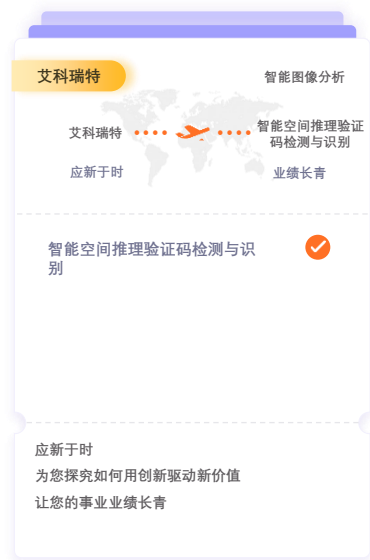 艾科瑞特
智能图像分析
艾科瑞特
智能空间推理验证
码检测与识别
应新于时
业绩长青
智能空间推理验证码检测与识
别
应新于时
为您探究如何用创新驱动新价值
让您的事业业绩长青